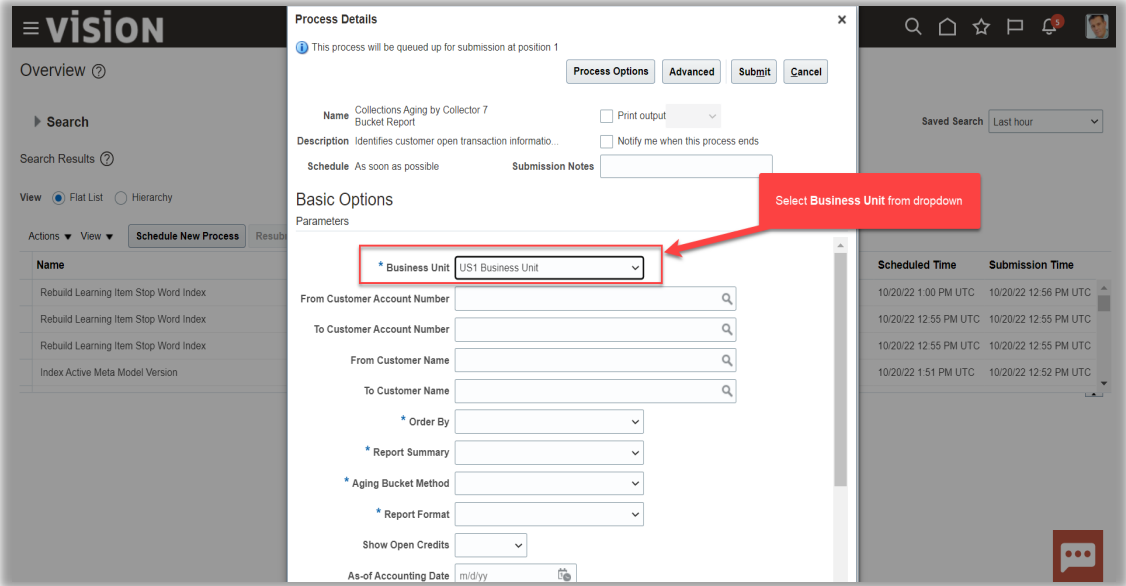 vision
5
Overview
Search
Saved Search Last hour
Search Results
View Flat List Hierarchy
Actions View Schedule New Process
Name Scheduled Time Submission Time
Rebuild Learning Item Stop Word Index 10/20/22 1:00 PM UTC 10/20/22 12:56 PM UTC
Rebuild Learning Item Stop Word Index 10/20/22 12:55 PM UTC 10/20/22 12:55 PM UTC
Rebuild Learning Item Stop Word Index 10/20/22 12:55 PM UTC 10/20/22 12:55 PM UTC
Index Active Meta Model Version 10/20/22 1:51 PM UTC 10/20/22 12:52 PM UTC
Process Details
This process will be queued up for submission at position 1
Process Options Advanced Submit Cancel
Name Collections Aging by Collector 7
Bucket Report
Print output
Description Identifies customer open transaction informatio...
Notify me when this process ends
Schedule As soon as possible Submission Notes
Basic Options
Parameters
Select Business Unit from dropdown
* Business Unit US1 Business Unit
From Customer Account Number
To Customer Account Number
From Customer Name
To Customer Name
* Order By
* Report Summary
* Aging Bucket Method
* Report Format
Show Open Credits
As-of Accounting Date m/d/yy